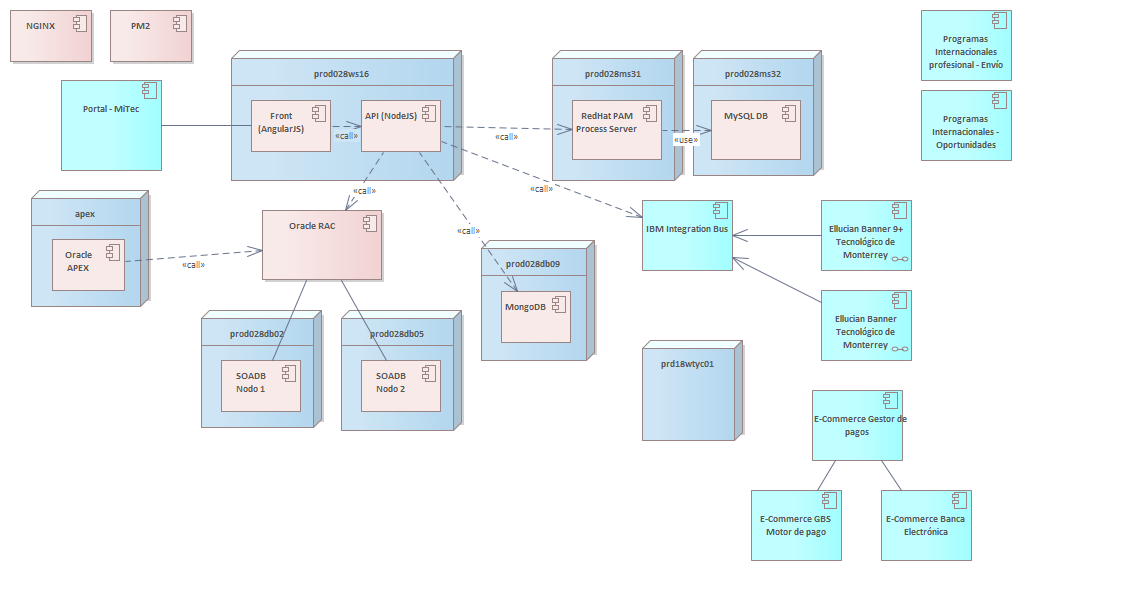 NGINX
PM2
Portal - MiTec
prod028ws16
Front
(AngularJS)
«call»
API (NodeJS)
«call»
prod028ms31
RedHat PAM
Process Server
«use»
prod028ms32
MySQL DB
Programas
Internacionales
profesional - Envío
Programas
Internacionales -
Oportunidades
apex
Oracle
APEX
«call»
«call»
Oracle RAC
«call»
«call»
prod028db09
MongoDB
IBM Integration Bus
Ellucian Banner 9+
Tecnológico de
Monterrey
Ellucian Banner
Tecnológico de
Monterrey
prod028db02
SOADB
Nodo 1
prod028db05
SOADB
Nodo 2
prd18wtyc01
E-Commerce Gestor de
pagos
E-Commerce GBS
Motor de pago
E-Commerce Banca
Electrónica